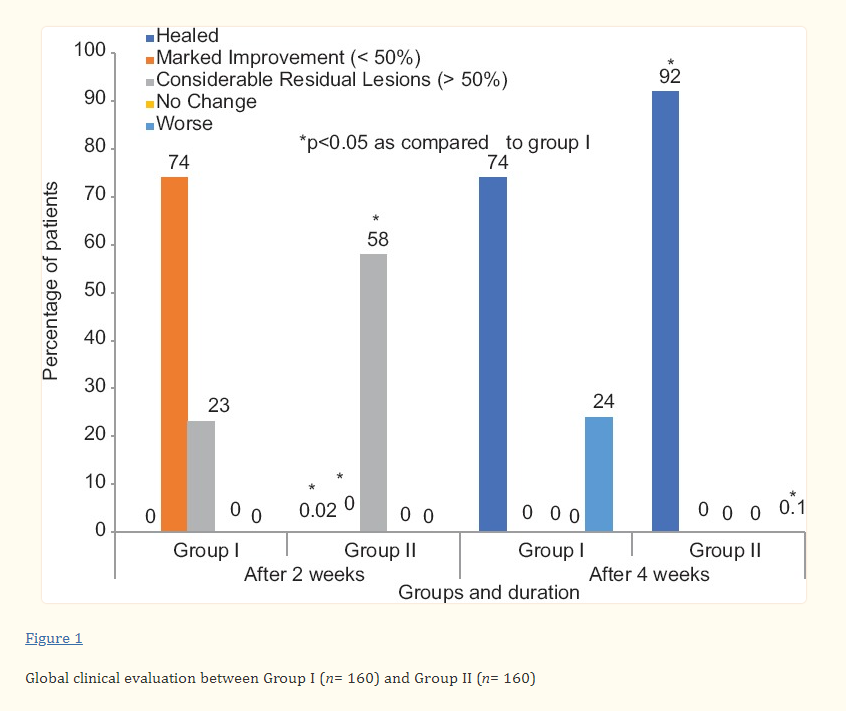 Healed
Marked Improvement (< 50%)
Considerable Residual Lesions (> 50%)
No Change
Worse
*p<0.05 as compared to group I
Percentage of patients
100
90
80
70
60
50
40
30
20
10
0
0
74
23
0
0
*
0.02
*
0
*
58
0
0
74
0
0
0
24
*
92
0
0
0
*
0.1
Group I
Group II
Group I
Group II
After 2 weeks
After 4 weeks
Groups and duration
Figure 1
Global clinical evaluation between Group I (n= 160) and Group II (n= 160)